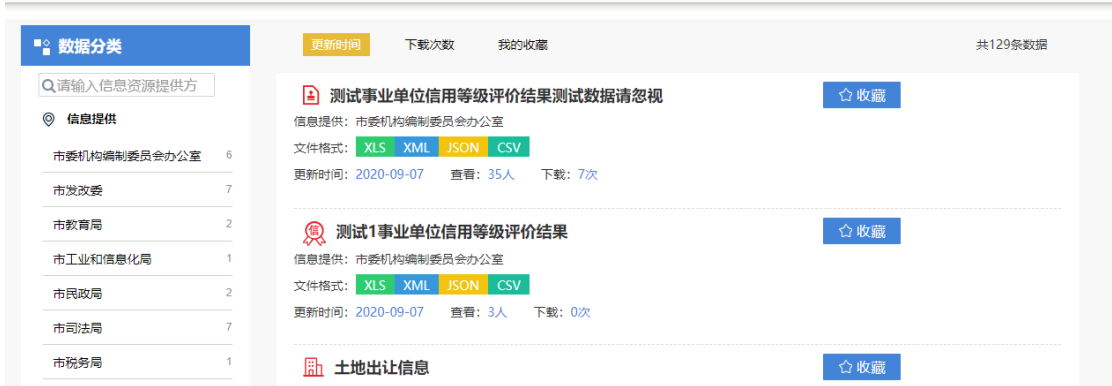 数据分类
请输入信息资源提供方
信息提供
市委机构编制委员会办公室 6
市发改委 7
市教育局 2
市工业和信息化局 1
市民政局 2
市司法局 7
市税务局 1
更新时间 下载次数 我的收藏 共129条数据
测试事业单位信用等级评价结果测试数据请忽视 收藏
信息提供：市委机构编制委员会办公室
文件格式： XLS XML JSON CSV
更新时间：2020-09-07 查看：35人 下载：7次
信 测试1事业单位信用等级评价结果 收藏
信息提供：市委机构编制委员会办公室
文件格式： XLS XML JSON CSV
更新时间：2020-09-07 查看：3人 下载：0次
土地出让信息 收藏